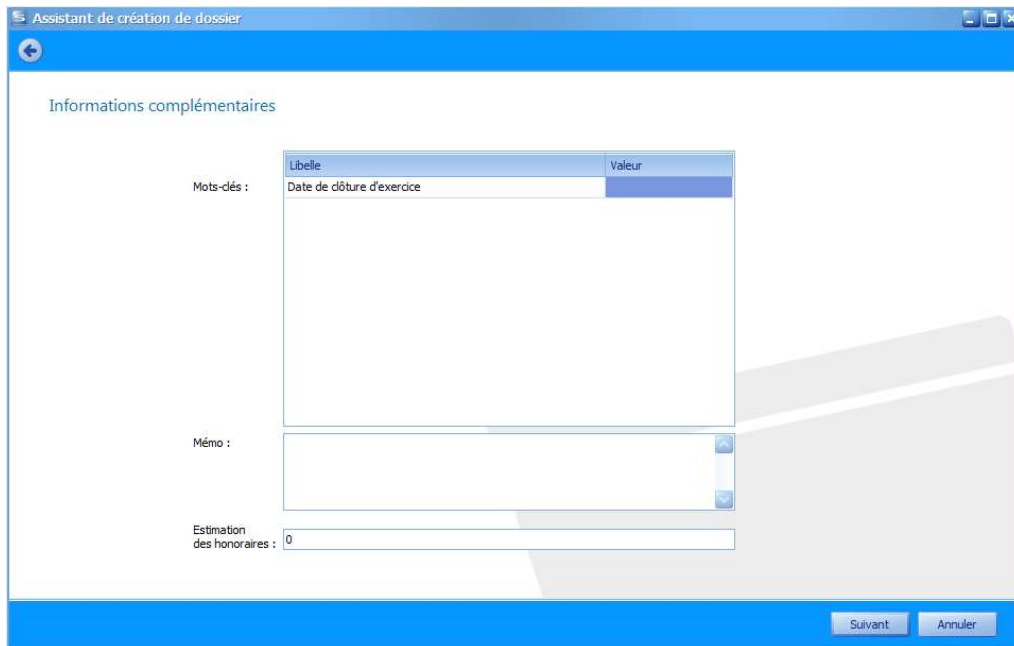 Assistant de création de dossier
Informations complémentaires
Libelle Valeur
Mots-clés : Date de clôture d'exercice
Mémo :
Estimation
des honoraires : 0
Suivant Annuler